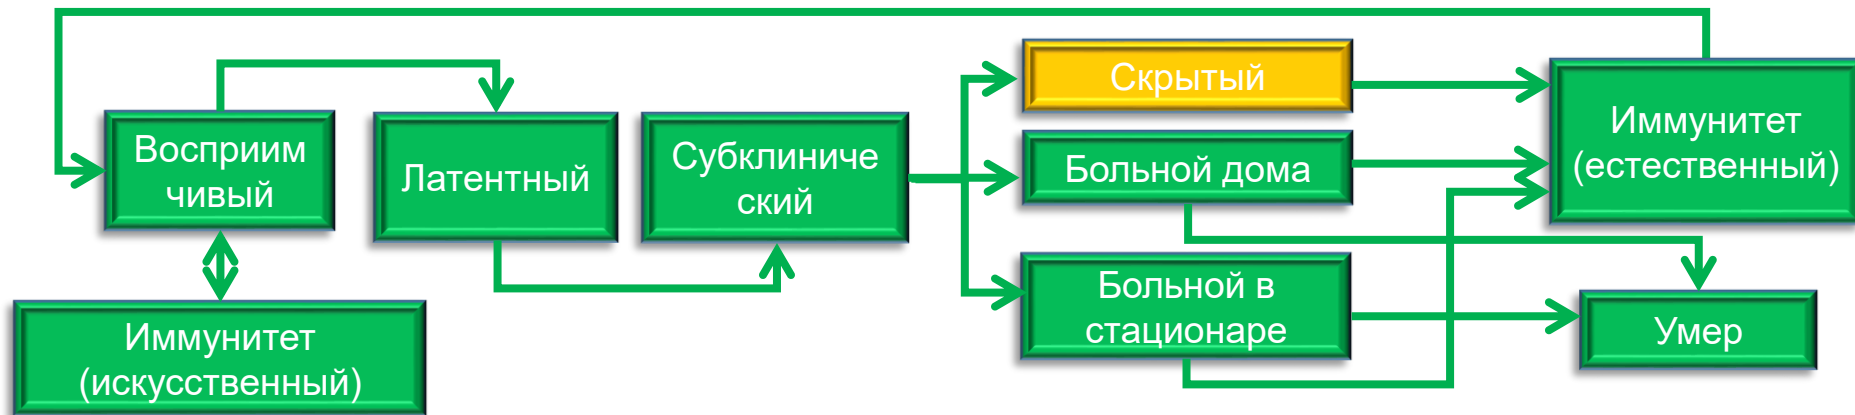 Восприим
чивый
Иммунитет
(искусственный)
Латентный
Субклиниче
ский
Скрытый
Больной дома
Больной в
стационаре
Иммунитет
(естественный)
Умер